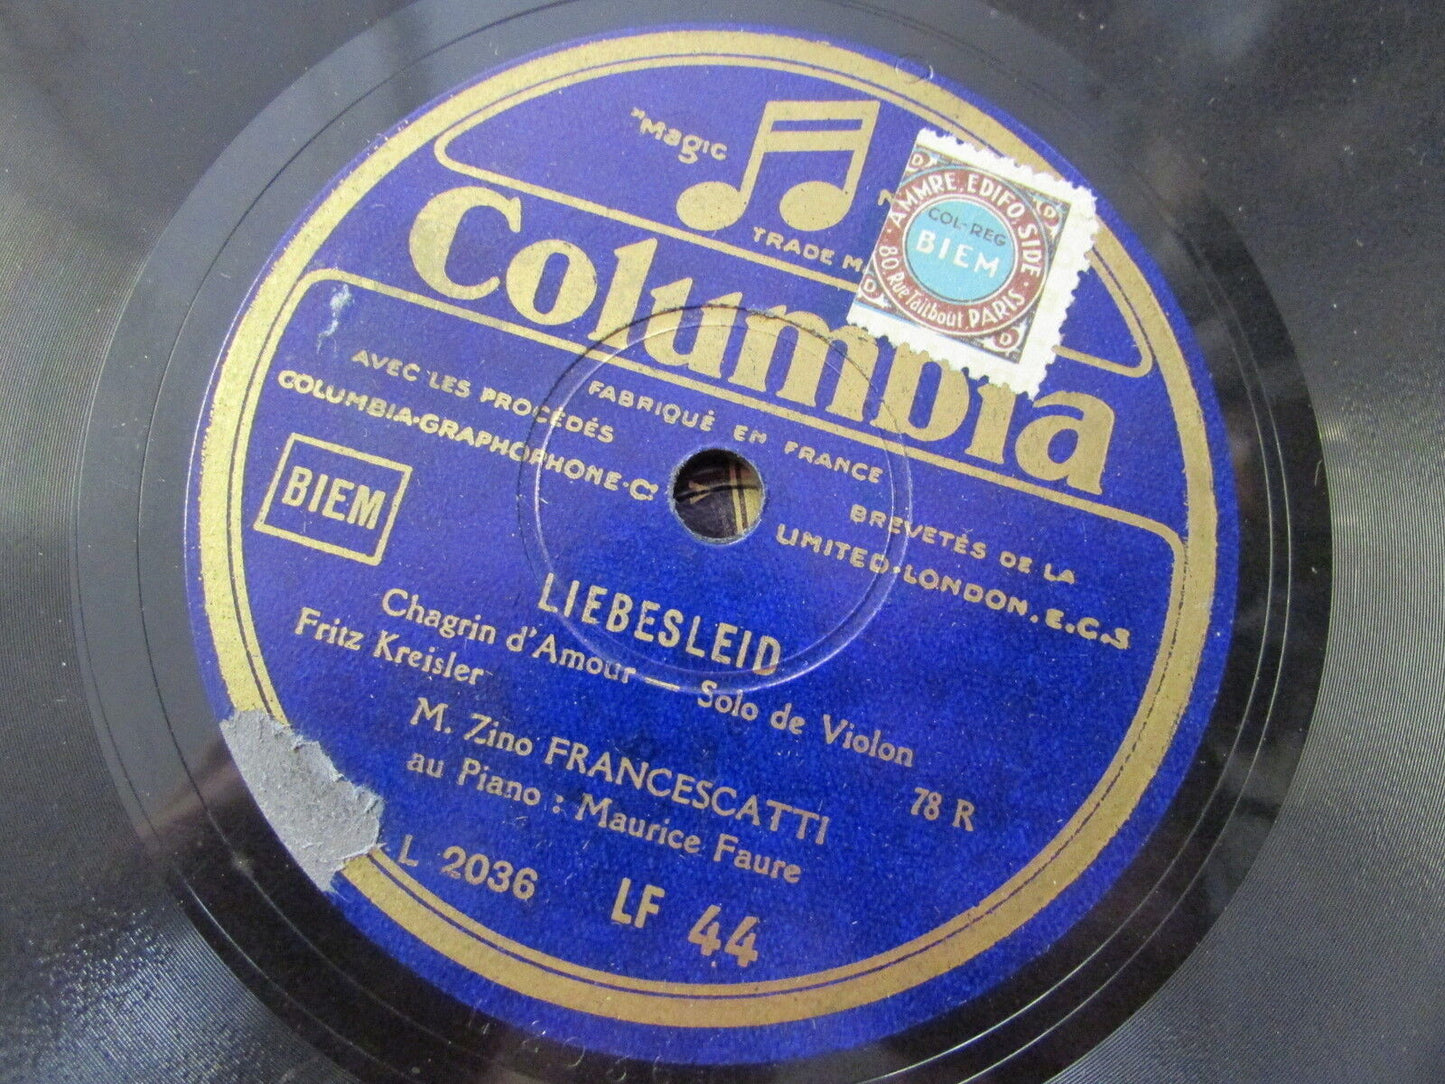 "Magic
TRADE M
Columbia
AMMRE, EDIFO, SIDE
COL-REG
BIEM
80, Rue Taitbout, PARIS
D
D
D
D
FABRIQUÉ EN FRANCE
AVEC LES PROCÉDÉS BREVETÉS DE LA
COLUMBIA·GRAPHOPHONE·Cº LIMITED·LONDON.E.C.3
BIEM
LIEBESLEID
Chagrin d'Amour — Solo de Violon
Fritz Kreisler
78 R
M. Zino FRANCESCATTI
au Piano : Maurice Faure
L 2036 LF 44